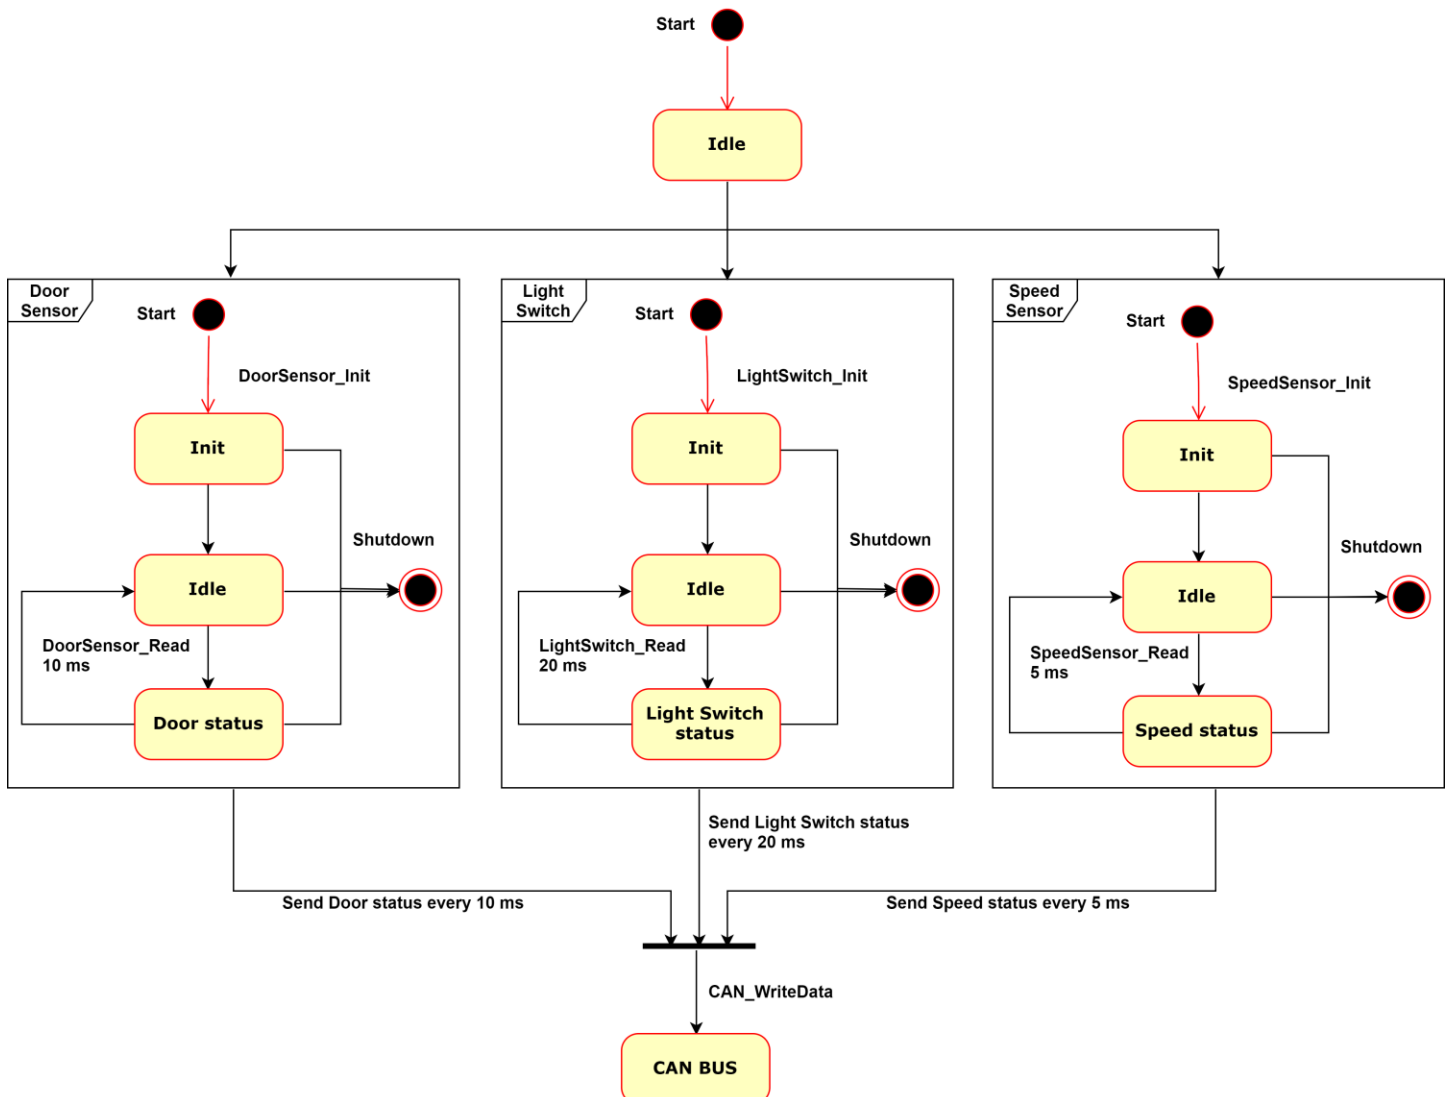 Start
Idle
Door
Sensor
Start
DoorSensor_Init
Init
Shutdown
Idle
DoorSensor_Read
10 ms
Door status
Light
Switch
Start
LightSwitch_Init
Init
Shutdown
Idle
LightSwitch_Read
20 ms
Light Switch
status
Speed
Sensor
Start
SpeedSensor_Init
Init
Shutdown
Idle
SpeedSensor_Read
5 ms
Speed status
Send Light Switch status
every 20 ms
Send Door status every 10 ms
Send Speed status every 5 ms
CAN_WriteData
CAN BUS